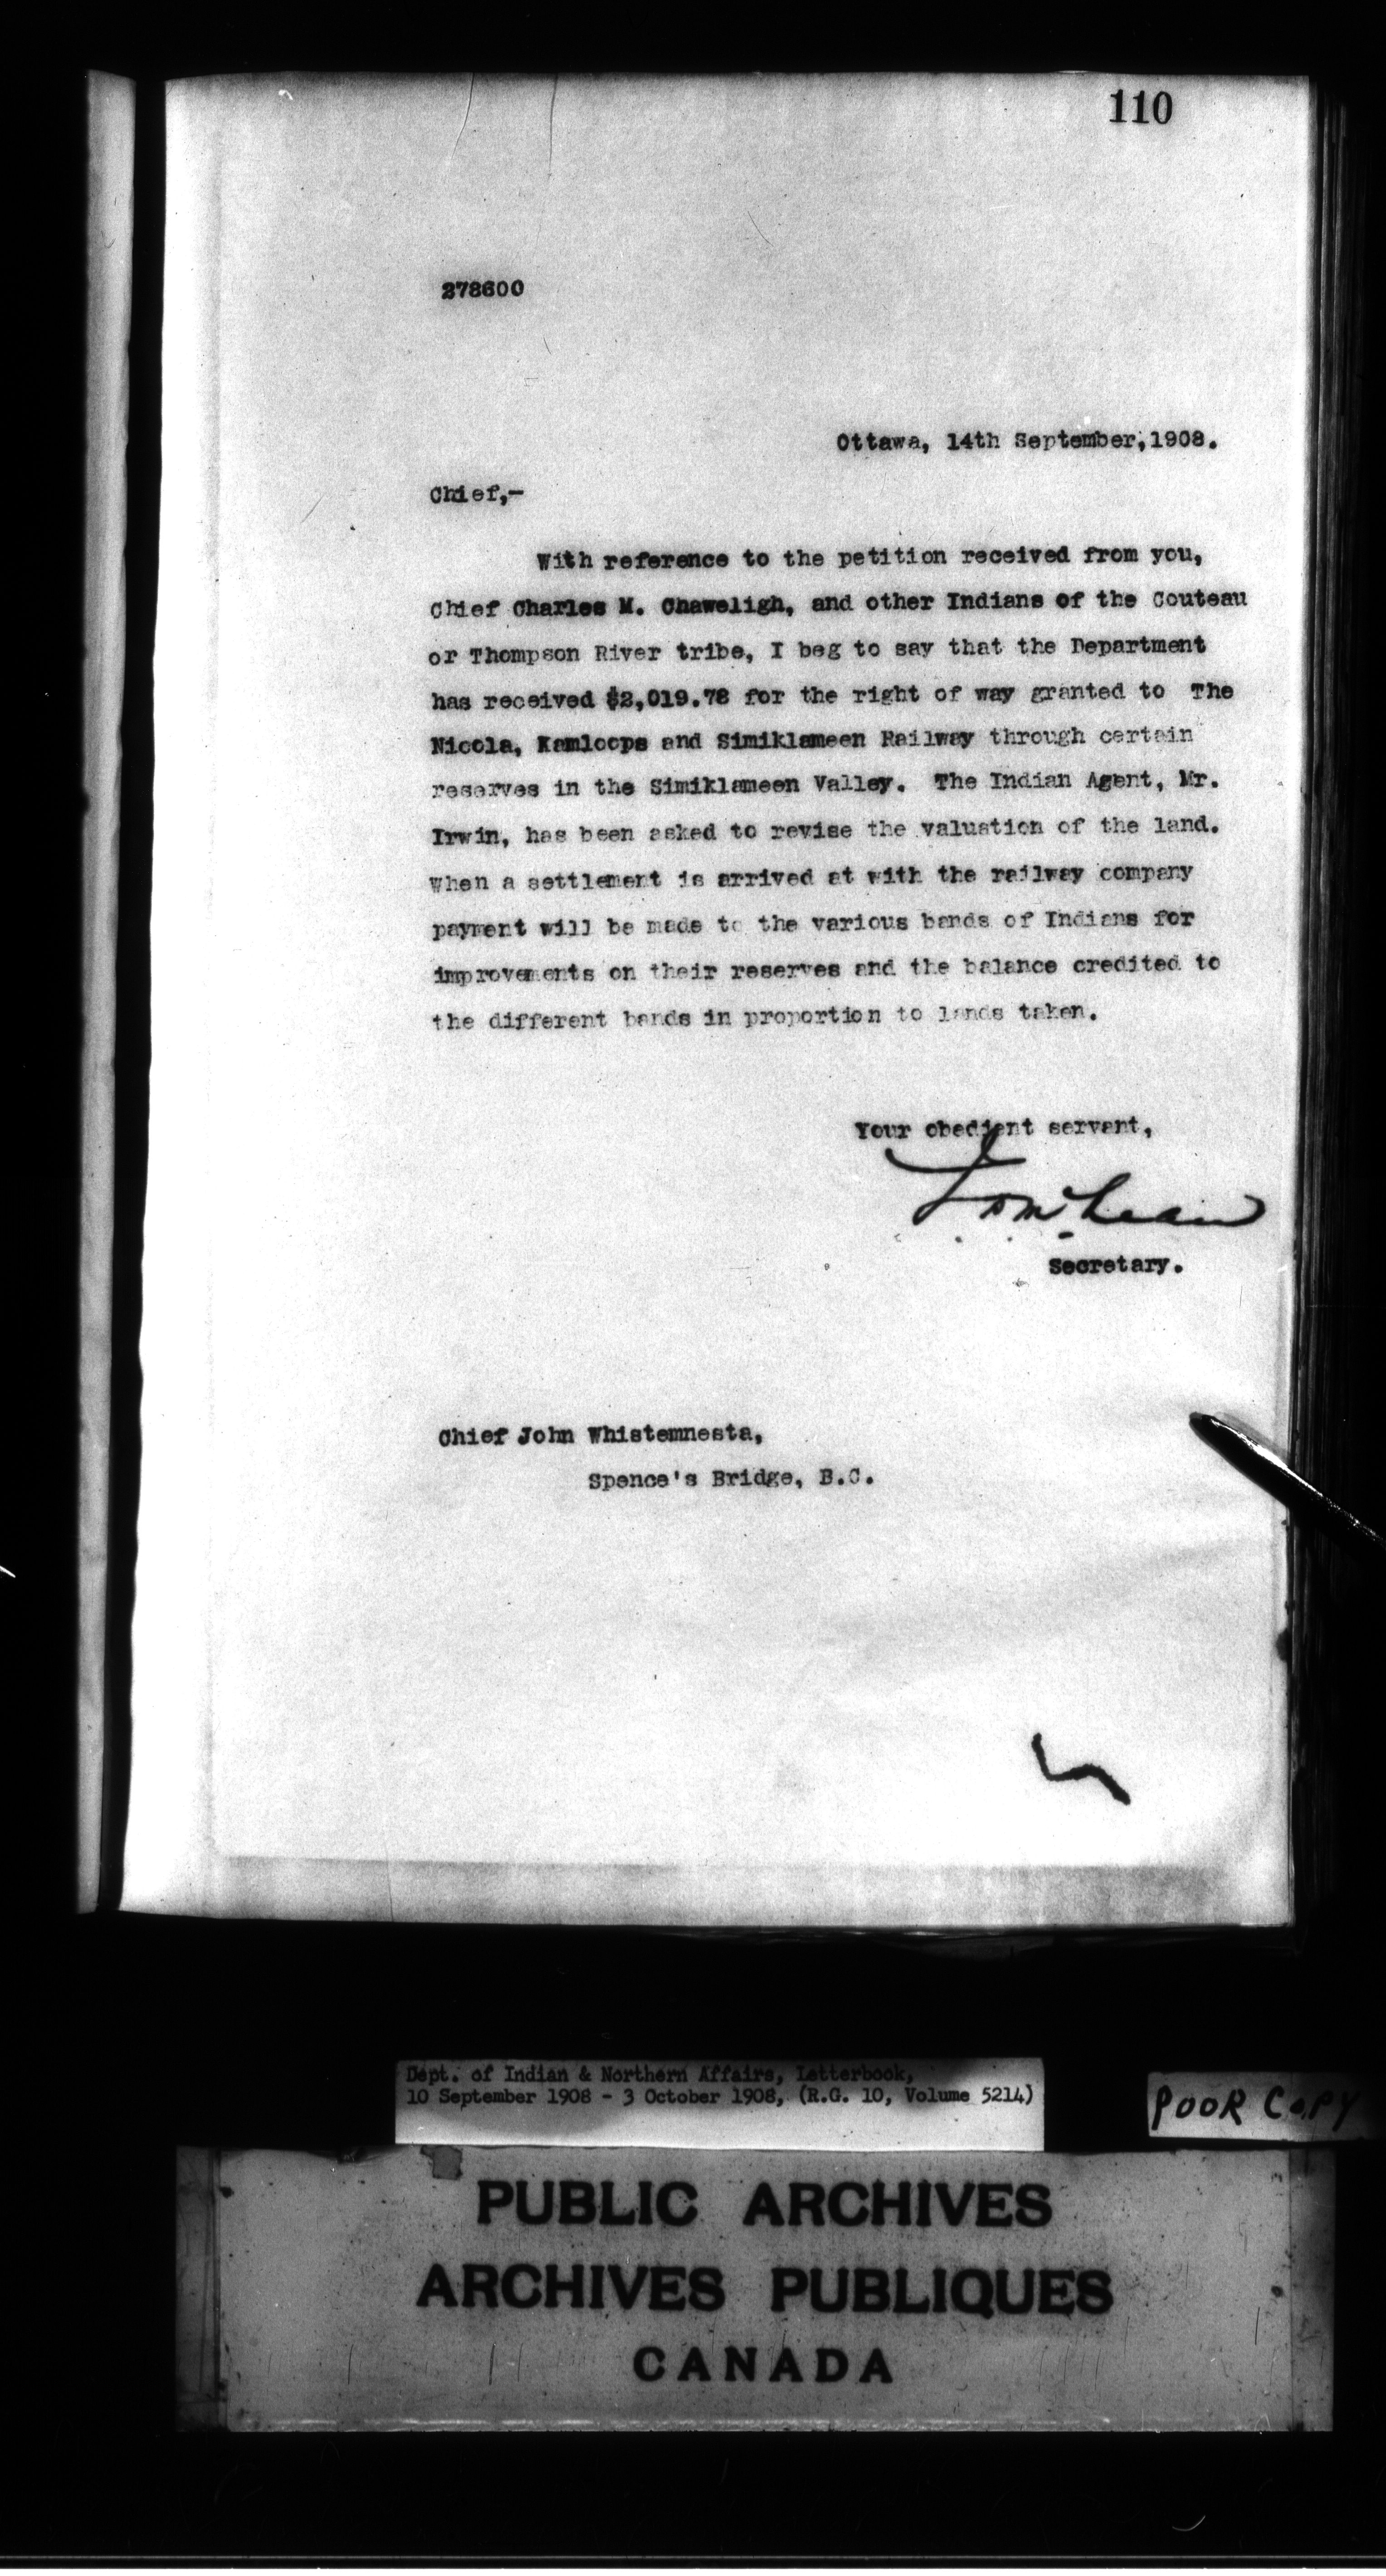 110
278600
Ottawa, 14th September, 1908.
Chief,-
With reference to the petition received from you,
Chief Charles M. Chaweligh, and other Indians of the Couteau
or Thompson River tribe, I beg to say that the Department
has received $2,019.78 for the right of way granted to The
Nicola, Kamloops and Similkameen Railway through certain
reserves in the Similkameen Valley. The Indian Agent, Mr.
Irwin, has been asked to revise the valuation of the land.
When a settlement is arrived at with the railway company
payment will be made to the various bands of Indians for
improvements on their reserves and the balance credited to
the different bands in proportion to lands taken.
Your obedient servant,
Secretary.
Chief John Whistemnesta,
Spence's Bridge, B.C.
Dept. of Indian & Northern Affairs, Letterbook,
10 September 1908 - 3 October 1908, (R.G. 10, Volume 5214)
POOR COPY
PUBLIC ARCHIVES
ARCHIVES PUBLIQUES
CANADA